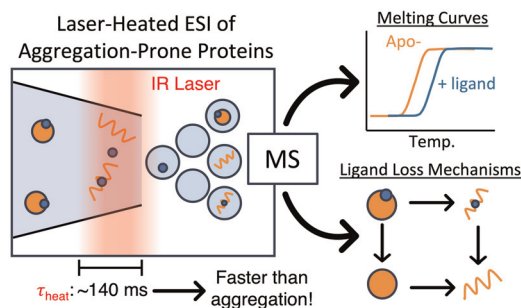 Laser-Heated ESI of
Aggregation-Prone Proteins
IR Laser
MS
τheat: ~140 ms
Faster than
aggregation!
Melting Curves
Apo-
+ ligand
Temp.
Ligand Loss Mechanisms